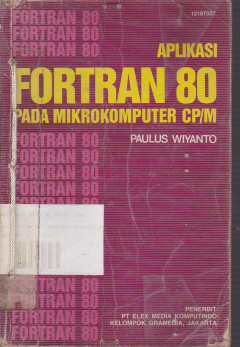 12187027
FORTRAN 80
APLIKASI
FORTRAN 80
PADA MIKROKOMPUTER CP/M
FORTRAN 80
PAULUS WIYANTO
FORTRAN 80
FORTRAN 80
FORTRAN 80
FORTRAN 80
FORTRAN 80
FORTRAN 80
FORTRAN 80
FORTRAN 80
FORTRAN 80
FORTRAN 80
PENERBIT:
PT ELEX MEDIA KOMPUTINDO
KELOMPOK GRAMEDIA, JAKARTA
FORTRAN 80